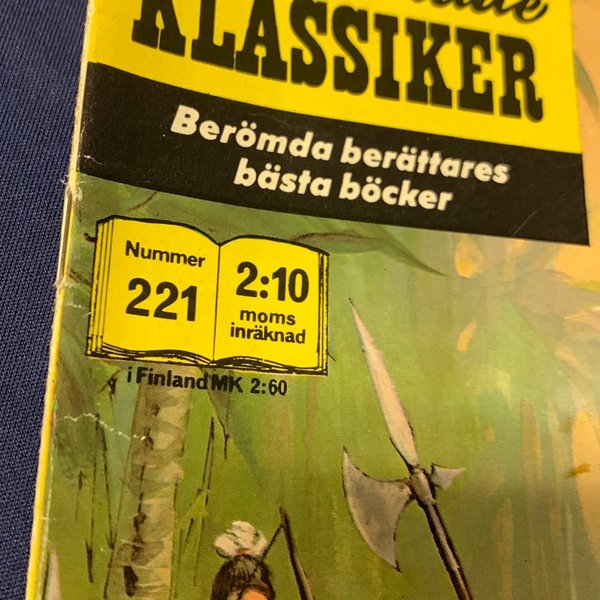 KLASSIKER
Berömda berättares
bästa böcker
Nummer
221
2:10
moms
inräknad
i Finland MK 2:60